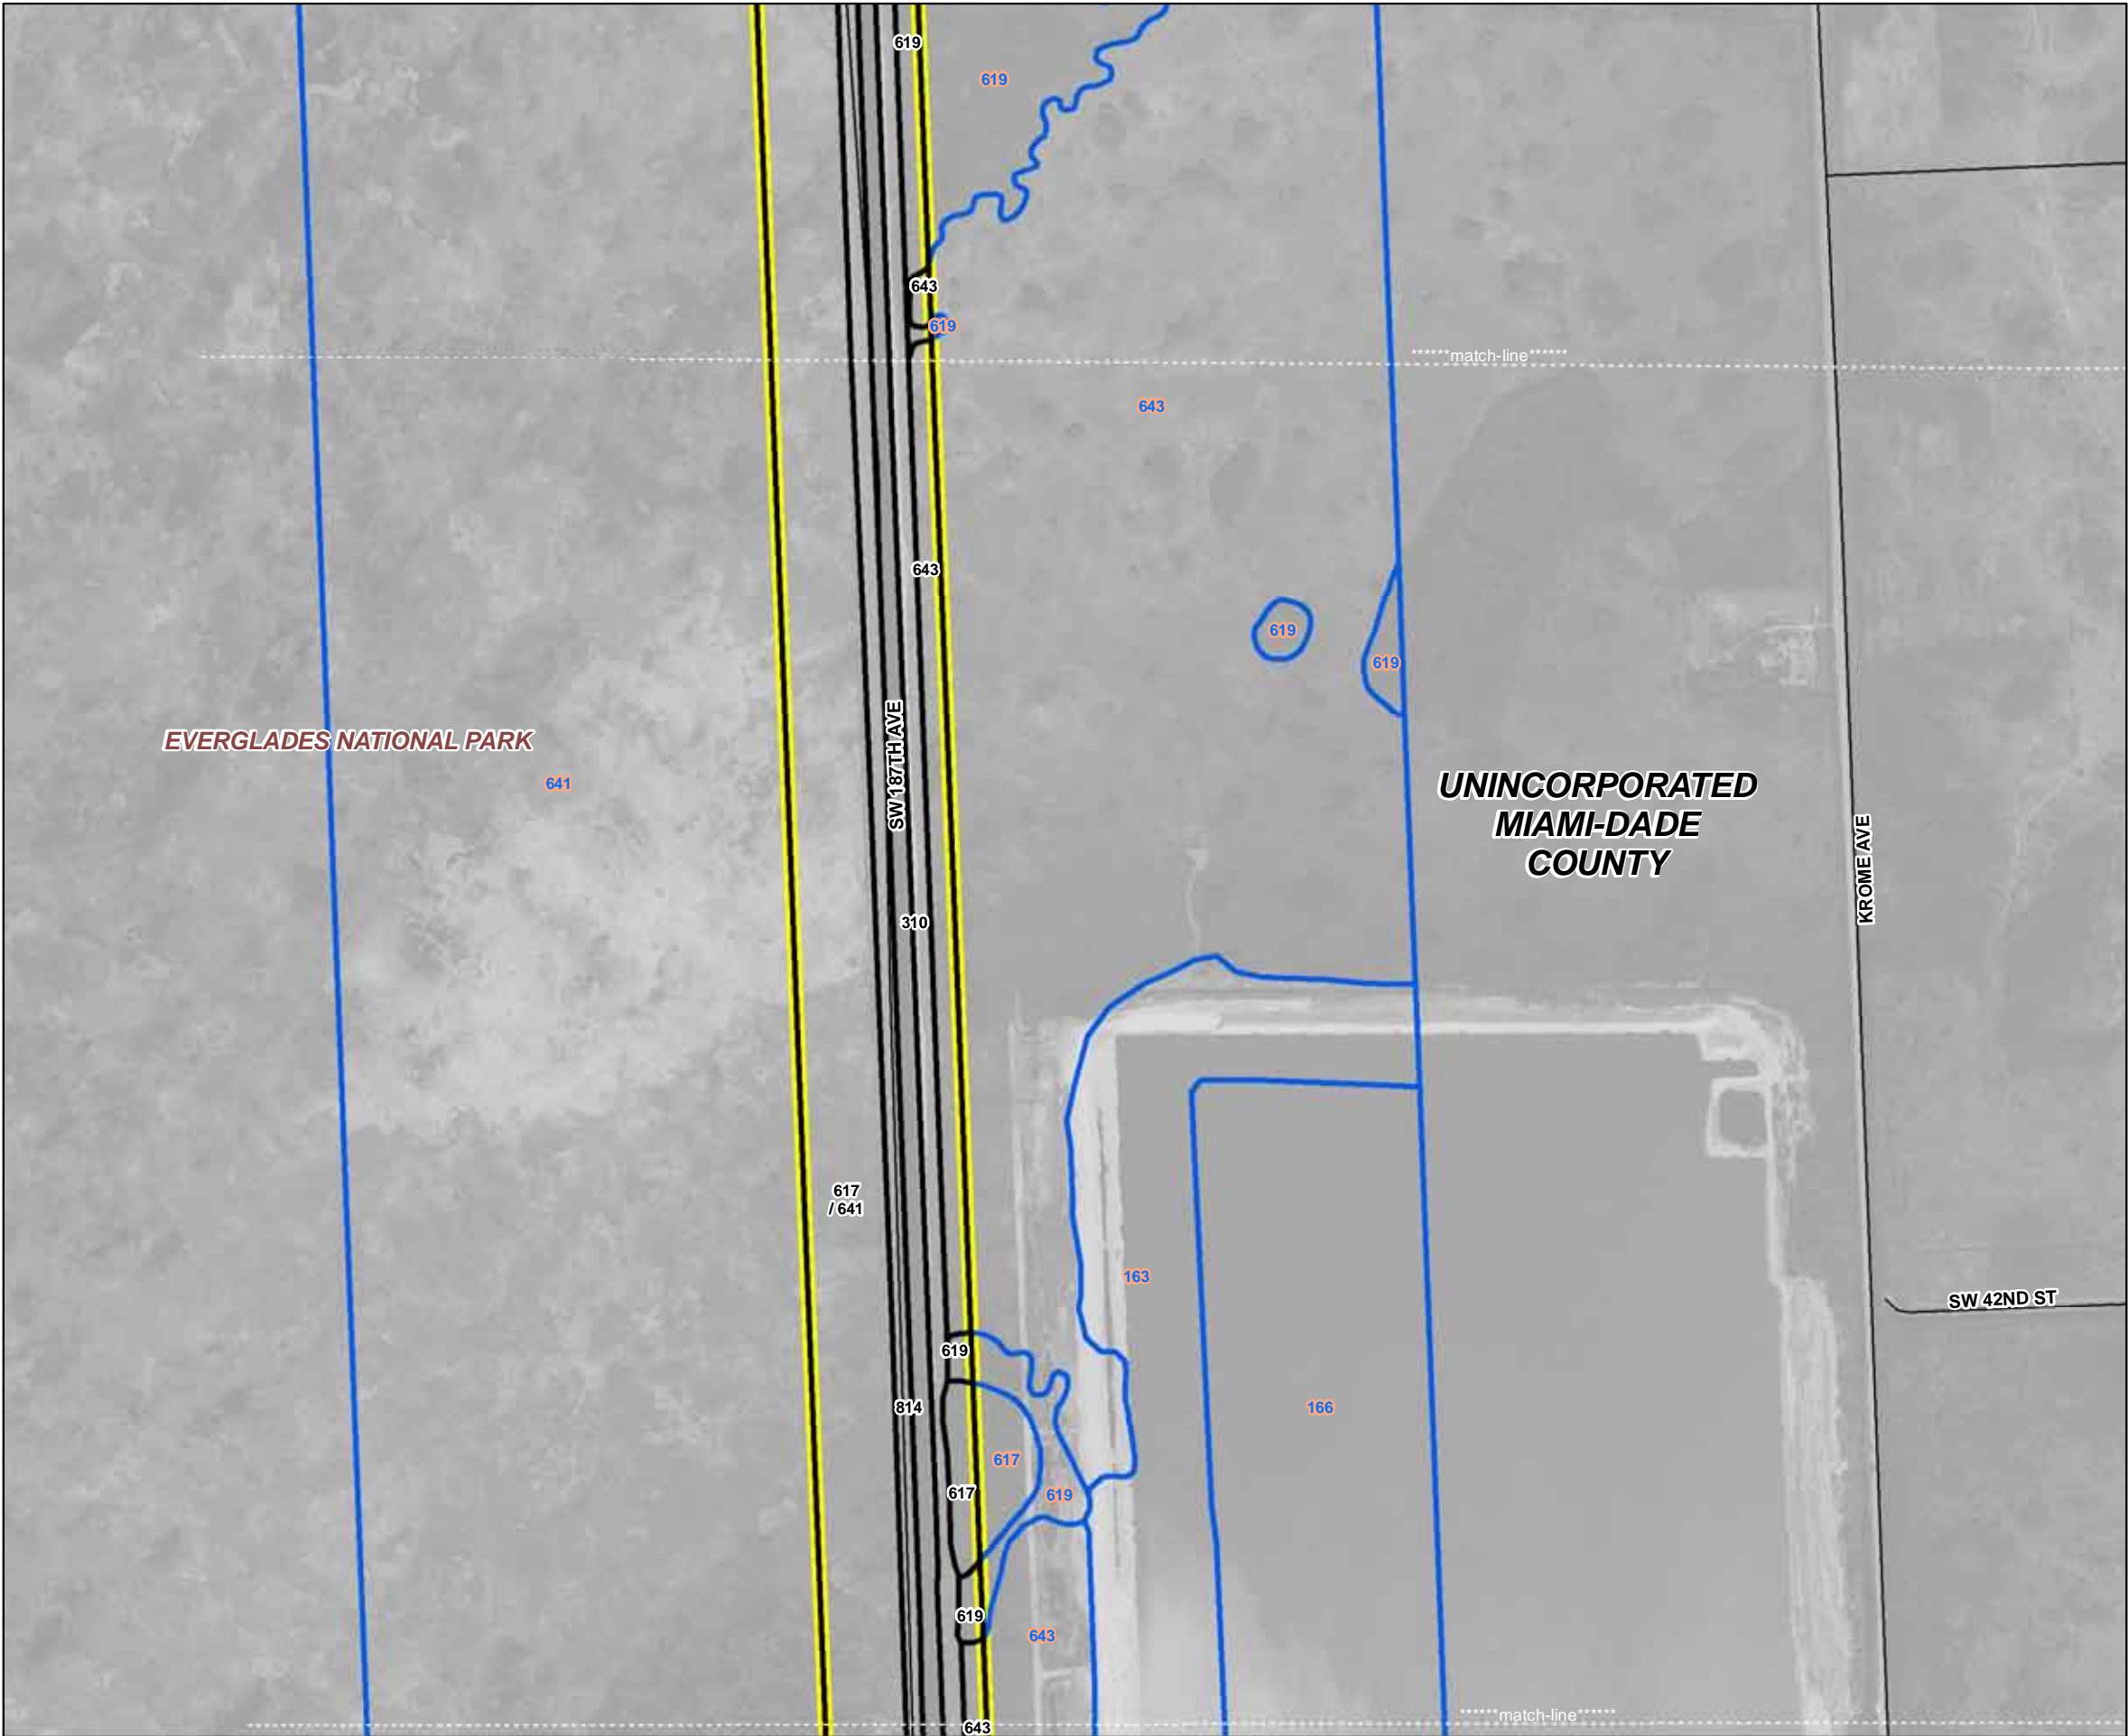 619
619
643
619
******match-line******
643
643
619
619
SW 187TH AVE
EVERGLADES NATIONAL PARK
641
UNINCORPORATED
MIAMI-DADE
COUNTY
KROME AVE
310
617
/ 641
163
SW 42ND ST
619
814
166
617
617
619
619
643
******match-line******
643